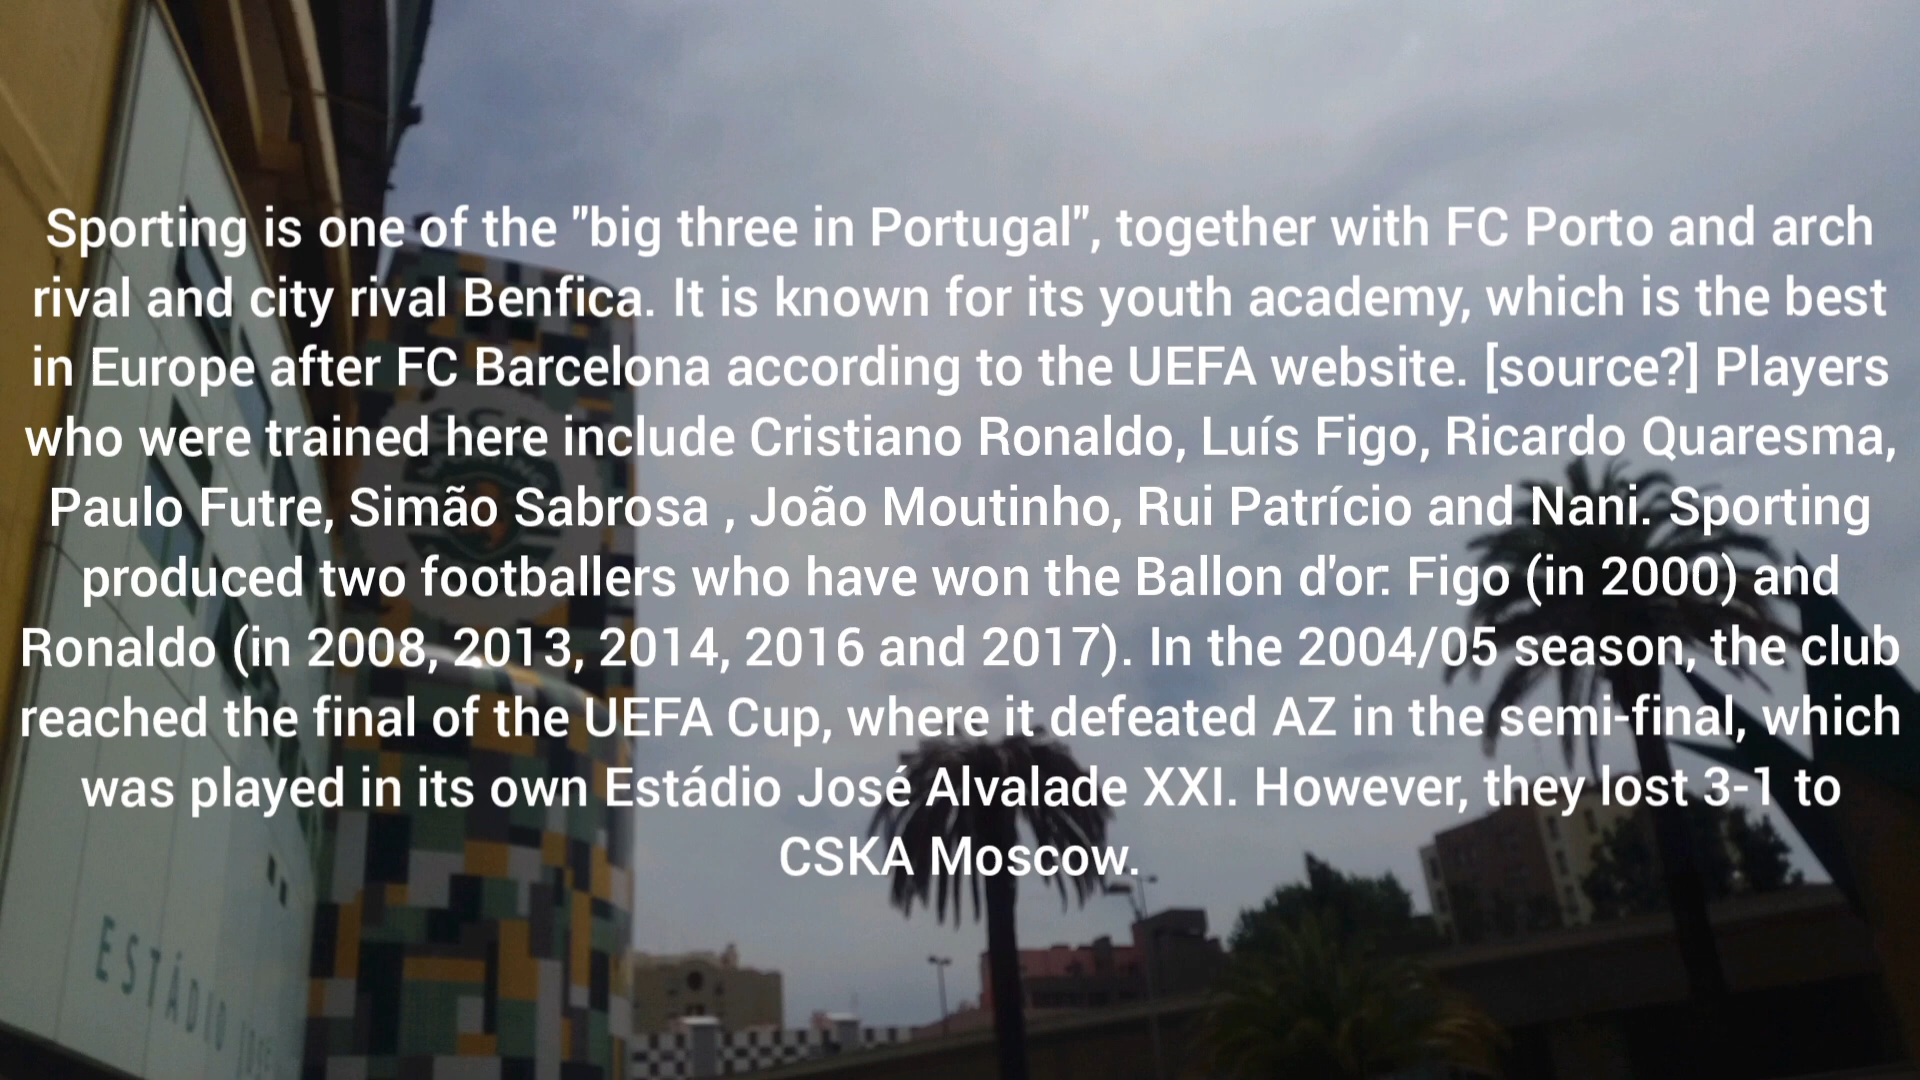 Sporting is one of the "big three in Portugal", together with FC Porto and arch
rival and city rival Benfica. It is known for its youth academy, which is the best
in Europe after FC Barcelona according to the UEFA website. [source?] Players
who were trained here include Cristiano Ronaldo, Luís Figo, Ricardo Quaresma,
Paulo Futre, Simão Sabrosa , João Moutinho, Rui Patrício and Nani. Sporting
produced two footballers who have won the Ballon d'or: Figo (in 2000) and
Ronaldo (in 2008, 2013, 2014, 2016 and 2017). In the 2004/05 season, the club
reached the final of the UEFA Cup, where it defeated AZ in the semi-final, which
was played in its own Estádio José Alvalade XXI. However, they lost 3-1 to
CSKA Moscow.
ESTÁDIO JOSÉ